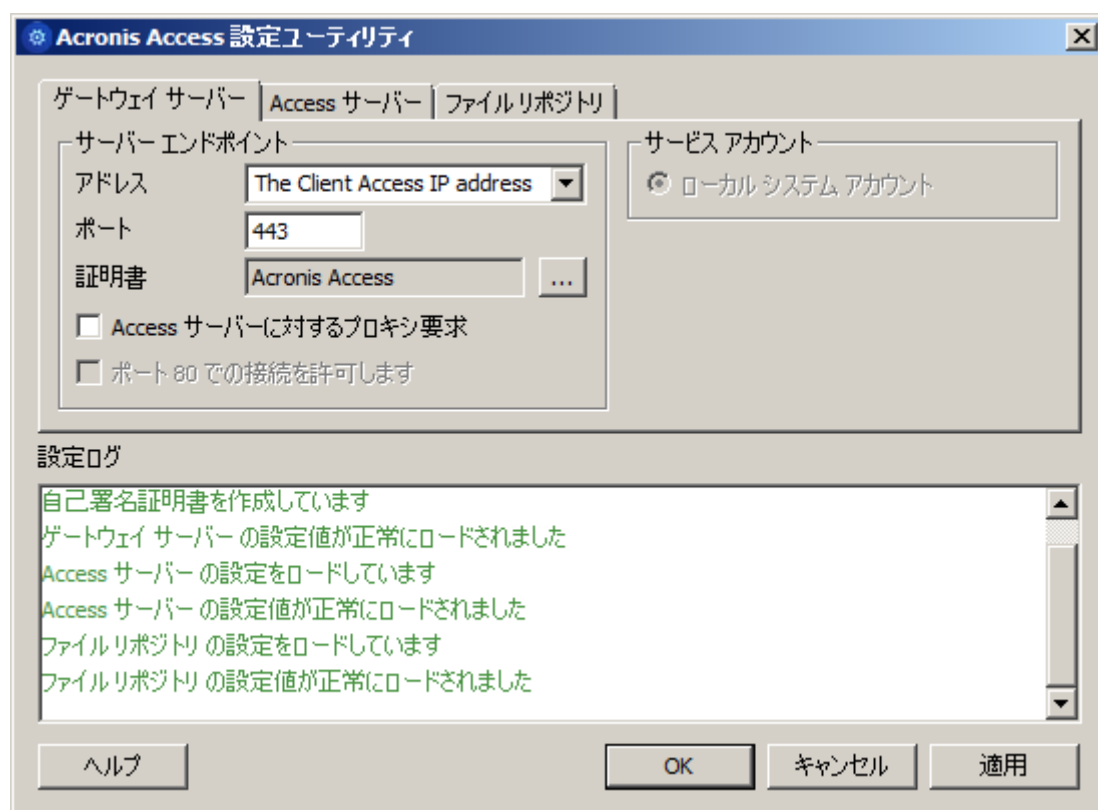 Acronis Access 設定ユーティリティ
ゲートウェイ サーバー Access サーバー ファイル リポジトリ
サーバー エンドポイント
アドレス The Client Access IP address
ポート 443
証明書 Acronis Access ...
Access サーバーに対するプロキシ要求
ポート 80 での接続を許可します
サービス アカウント
ローカル システム アカウント
設定ログ
自己署名証明書を作成しています
ゲートウェイ サーバー の設定値が正常にロードされました
Access サーバー の設定をロードしています
Access サーバー の設定値が正常にロードされました
ファイル リポジトリ の設定をロードしています
ファイル リポジトリ の設定値が正常にロードされました
ヘルプ OK キャンセル 適用